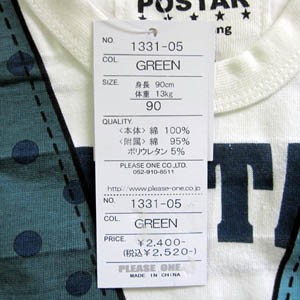 POSTAR
ng
NO. 1331-05
COL. GREEN
SIZE. 身長 90cm
体重 13kg
90
QUALITY.
〈本体〉綿 100%
〈附属〉綿 95%
ポリウレタン 5%
PLEASE ONE CO.,LTD.
052-910-6511
http://www.please-one.co.jp
NO. 1331-05
COL. GREEN
PRICE. ¥2,400-
(税込¥2,520-)
PLEASE ONE.
MADE IN CHINA